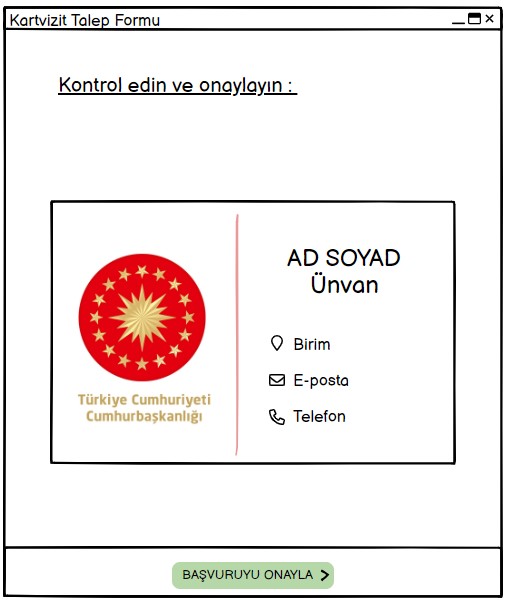 Kartvizit Talep Formu
Kontrol edin ve onaylayın :
Türkiye Cumhuriyeti
Cumhurbaşkanlığı
AD SOYAD
Ünvan
Birim
E-posta
Telefon
BAŞVURUYU ONAYLA